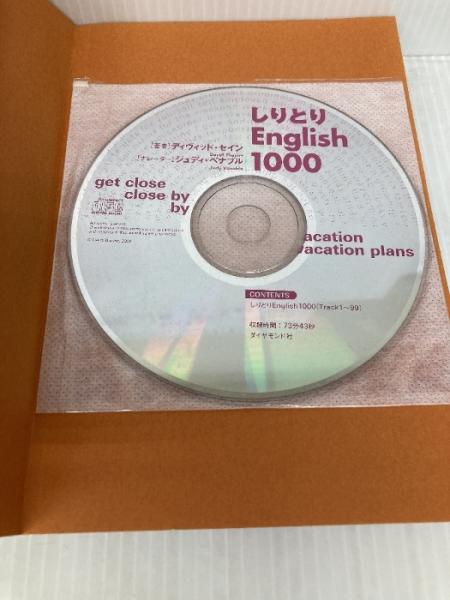 しりとり
English
1000
[著者]ディヴィッド・セイン
David Thayne
[ナレーター]ジュディ・ベナブル
Judy Venable
get close
close by
by
acation
vacation plans
CONTENTS
しりとりEnglish1000(Track1～99)
収録時間：73分43秒
ダイヤモンド社